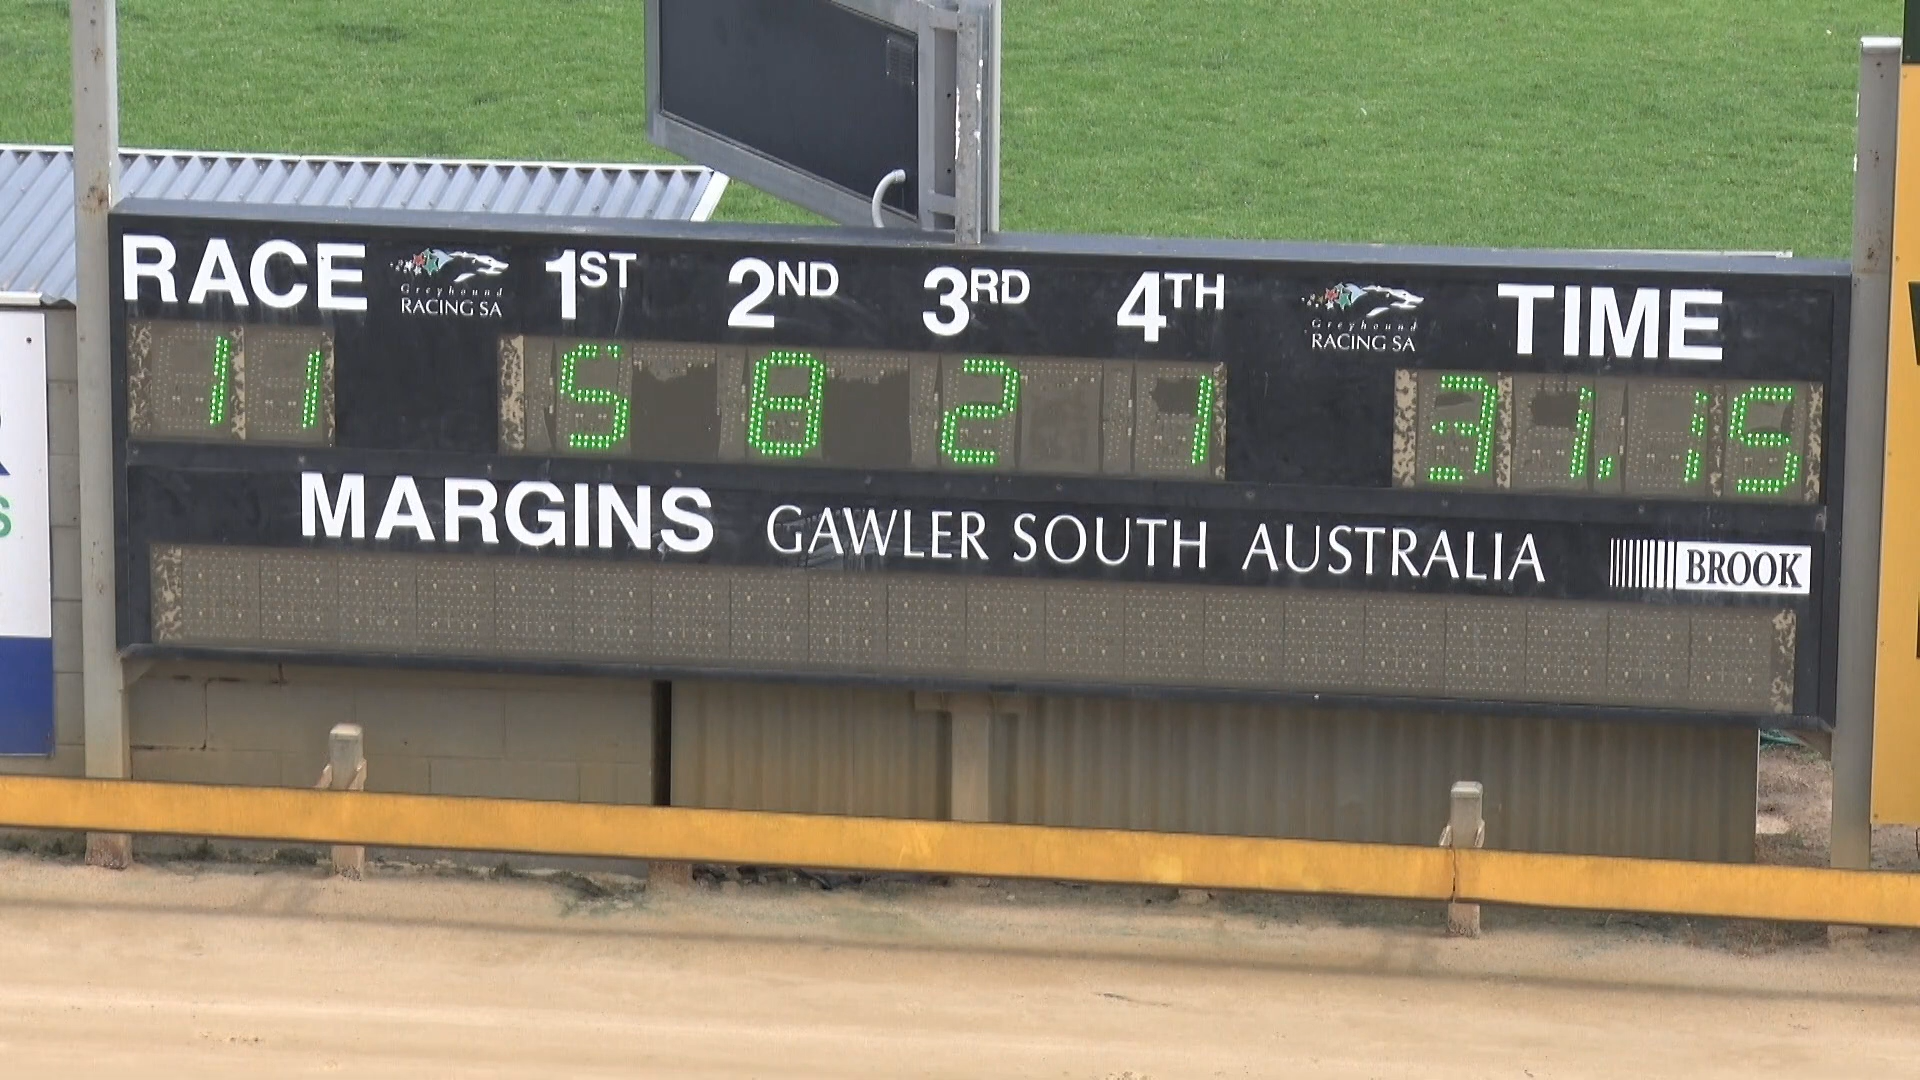 RACE Greyhound RACING SA 1ST 2ND 3RD 4TH Greyhound RACING SA TIME
11 5 8 2 1 31.15
MARGINS GAWLER SOUTH AUSTRALIA BROOK